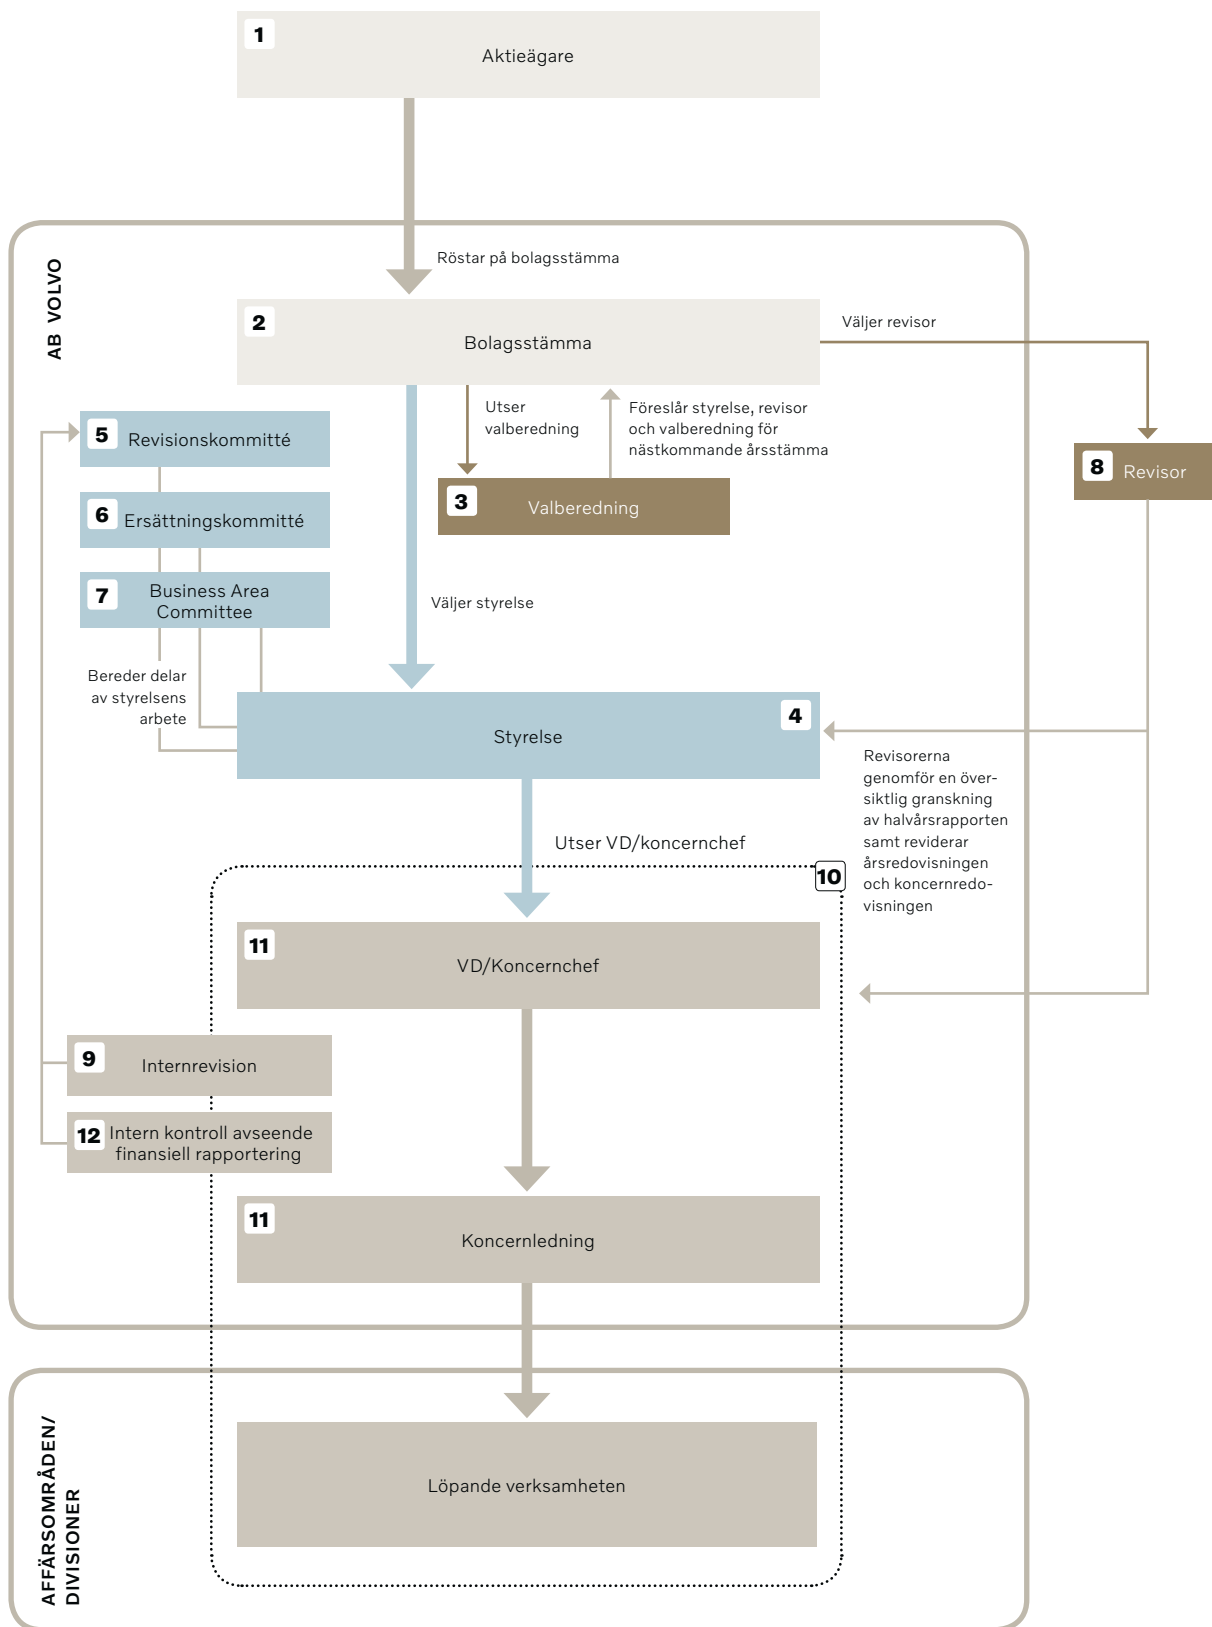 1
Aktieägare
AB VOLVO
Röstar på bolagsstämma
2
Bolagsstämma
Väljer revisor
Utser
valberedning
Föreslår styrelse, revisor
och valberedning för
nästkommande årsstämma
5
Revisionskommitté
8
Revisor
3
Valberedning
6
Ersättningskommitté
7
Business Area
Committee
Väljer styrelse
Bereder delar
av styrelsens
arbete
4
Styrelse
Revisorerna
genomför en över-
siktlig granskning
av halvårsrapporten
samt reviderar
årsredovisningen
och koncernredo-
visningen
Utser VD/koncernchef
10
11
VD/Koncernchef
9
Internrevision
12
Intern kontroll avseende
finansiell rapportering
11
Koncernledning
AFFÄRSOMRÅDEN/
DIVISIONER
Löpande verksamheten